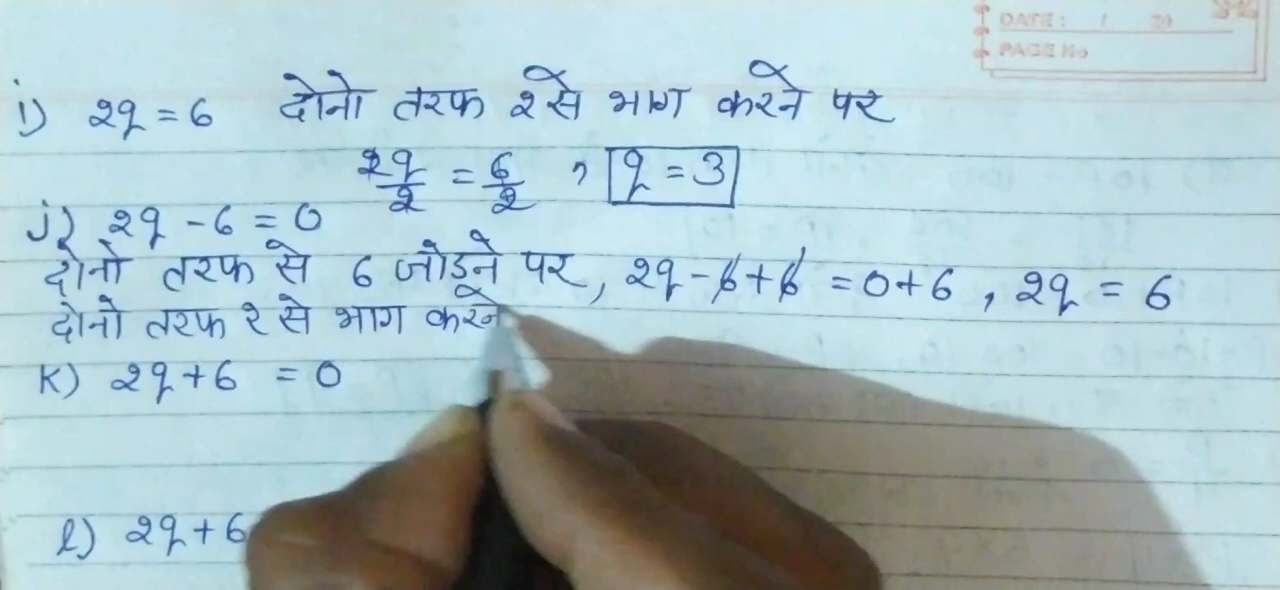 DATE: / 20
PAGE No
i) 2q = 6 दोनो तरफ 2 से भाग करने पर
2q/2 = 6/2 , q = 3
j) 2q - 6 = 0
दोनो तरफ से 6 जोड़ने पर, 2q - 6 + 6 = 0 + 6 , 2q = 6
दोनो तरफ 2 से भाग करने
K) 2q + 6 = 0
l) 2q + 6